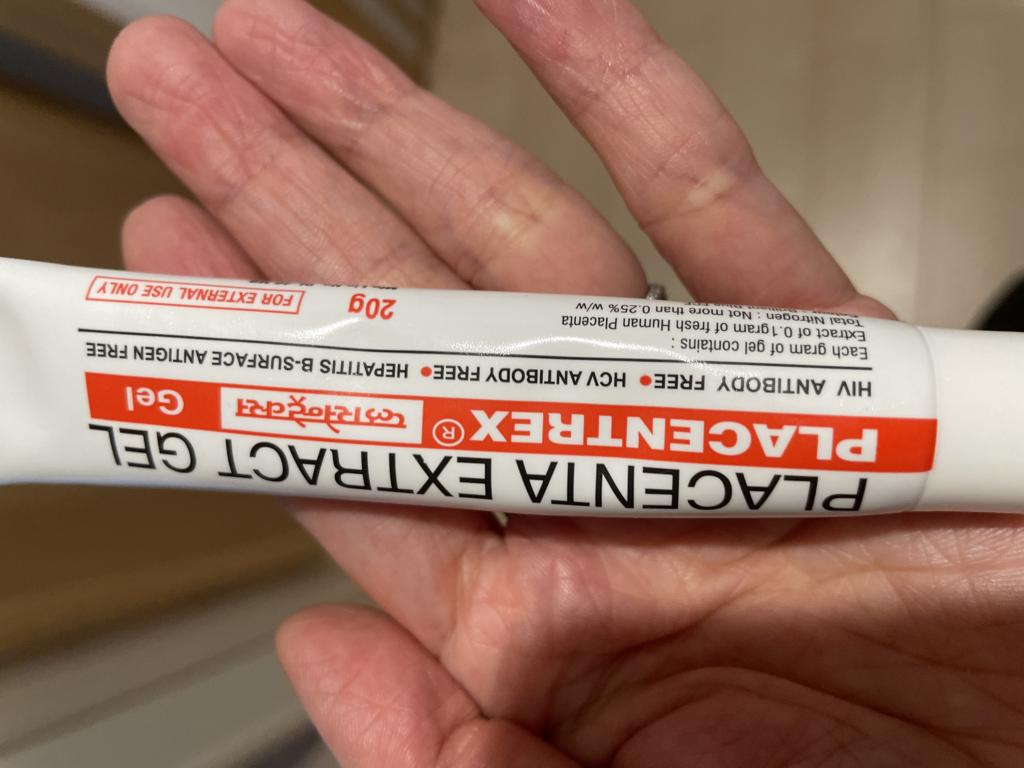 PLACENTA EXTRACT GEL
PLACENTREX® प्लासेन्ट्रेक्स Gel
HIV ANTIBODY FREE • HCV ANTIBODY FREE • HEPATITIS B-SURFACE ANTIGEN FREE
Each gram of gel contains :
Extract of 0.1gram of fresh Human Placenta
Total Nitrogen : Not more than 0.25% w/w
20g
FOR EXTERNAL USE ONLY